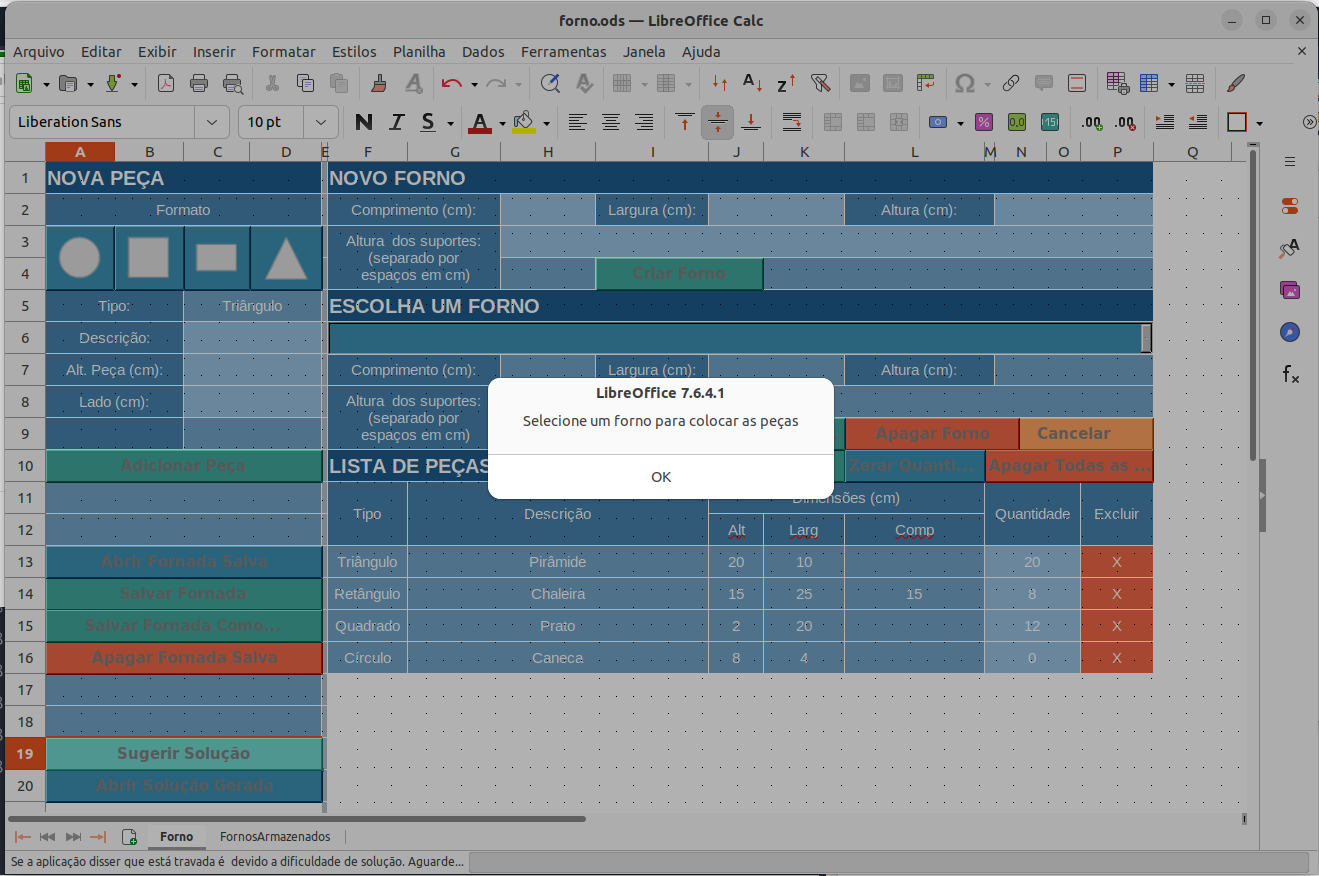 forno.ods — LibreOffice Calc
Arquivo Editar Exibir Inserir Formatar Estilos Planilha Dados Ferramentas Janela Ajuda
Liberation Sans 10 pt
A B C D E F G H I J K L M N O P Q
1 NOVA PEÇA NOVO FORNO
2 Formato Comprimento (cm): Largura (cm): Altura (cm):
3 Altura dos suportes:
(separado por
4 espaços em cm) Criar Forno
5 Tipo: Triângulo ESCOLHA UM FORNO
6 Descrição:
7 Alt. Peça (cm): Comprimento (cm): Largura (cm): Altura (cm):
LibreOffice 7.6.4.1
Selecione um forno para colocar as peças
OK
8 Lado (cm): Altura dos suportes:
(separado por
9 espaços em cm) Apagar Forno Cancelar
10 Adicionar Peça LISTA DE PEÇAS Zerar Quanti... Apagar Todas as ...
11 Tipo Descrição Dimensões (cm) Quantidade Excluir
12 Alt Larg Comp
13 Abrir Fornada Salva Triângulo Pirâmide 20 10 20 X
14 Salvar Fornada Retângulo Chaleira 15 25 15 8 X
15 Salvar Fornada Como... Quadrado Prato 2 20 12 X
16 Apagar Fornada Salva Círculo Caneca 8 4 0 X
17
18
19 Sugerir Solução
20 Abrir Solução Gerada
Forno FornosArmazenados
Se a aplicação disser que está travada é devido a dificuldade de solução. Aguarde...